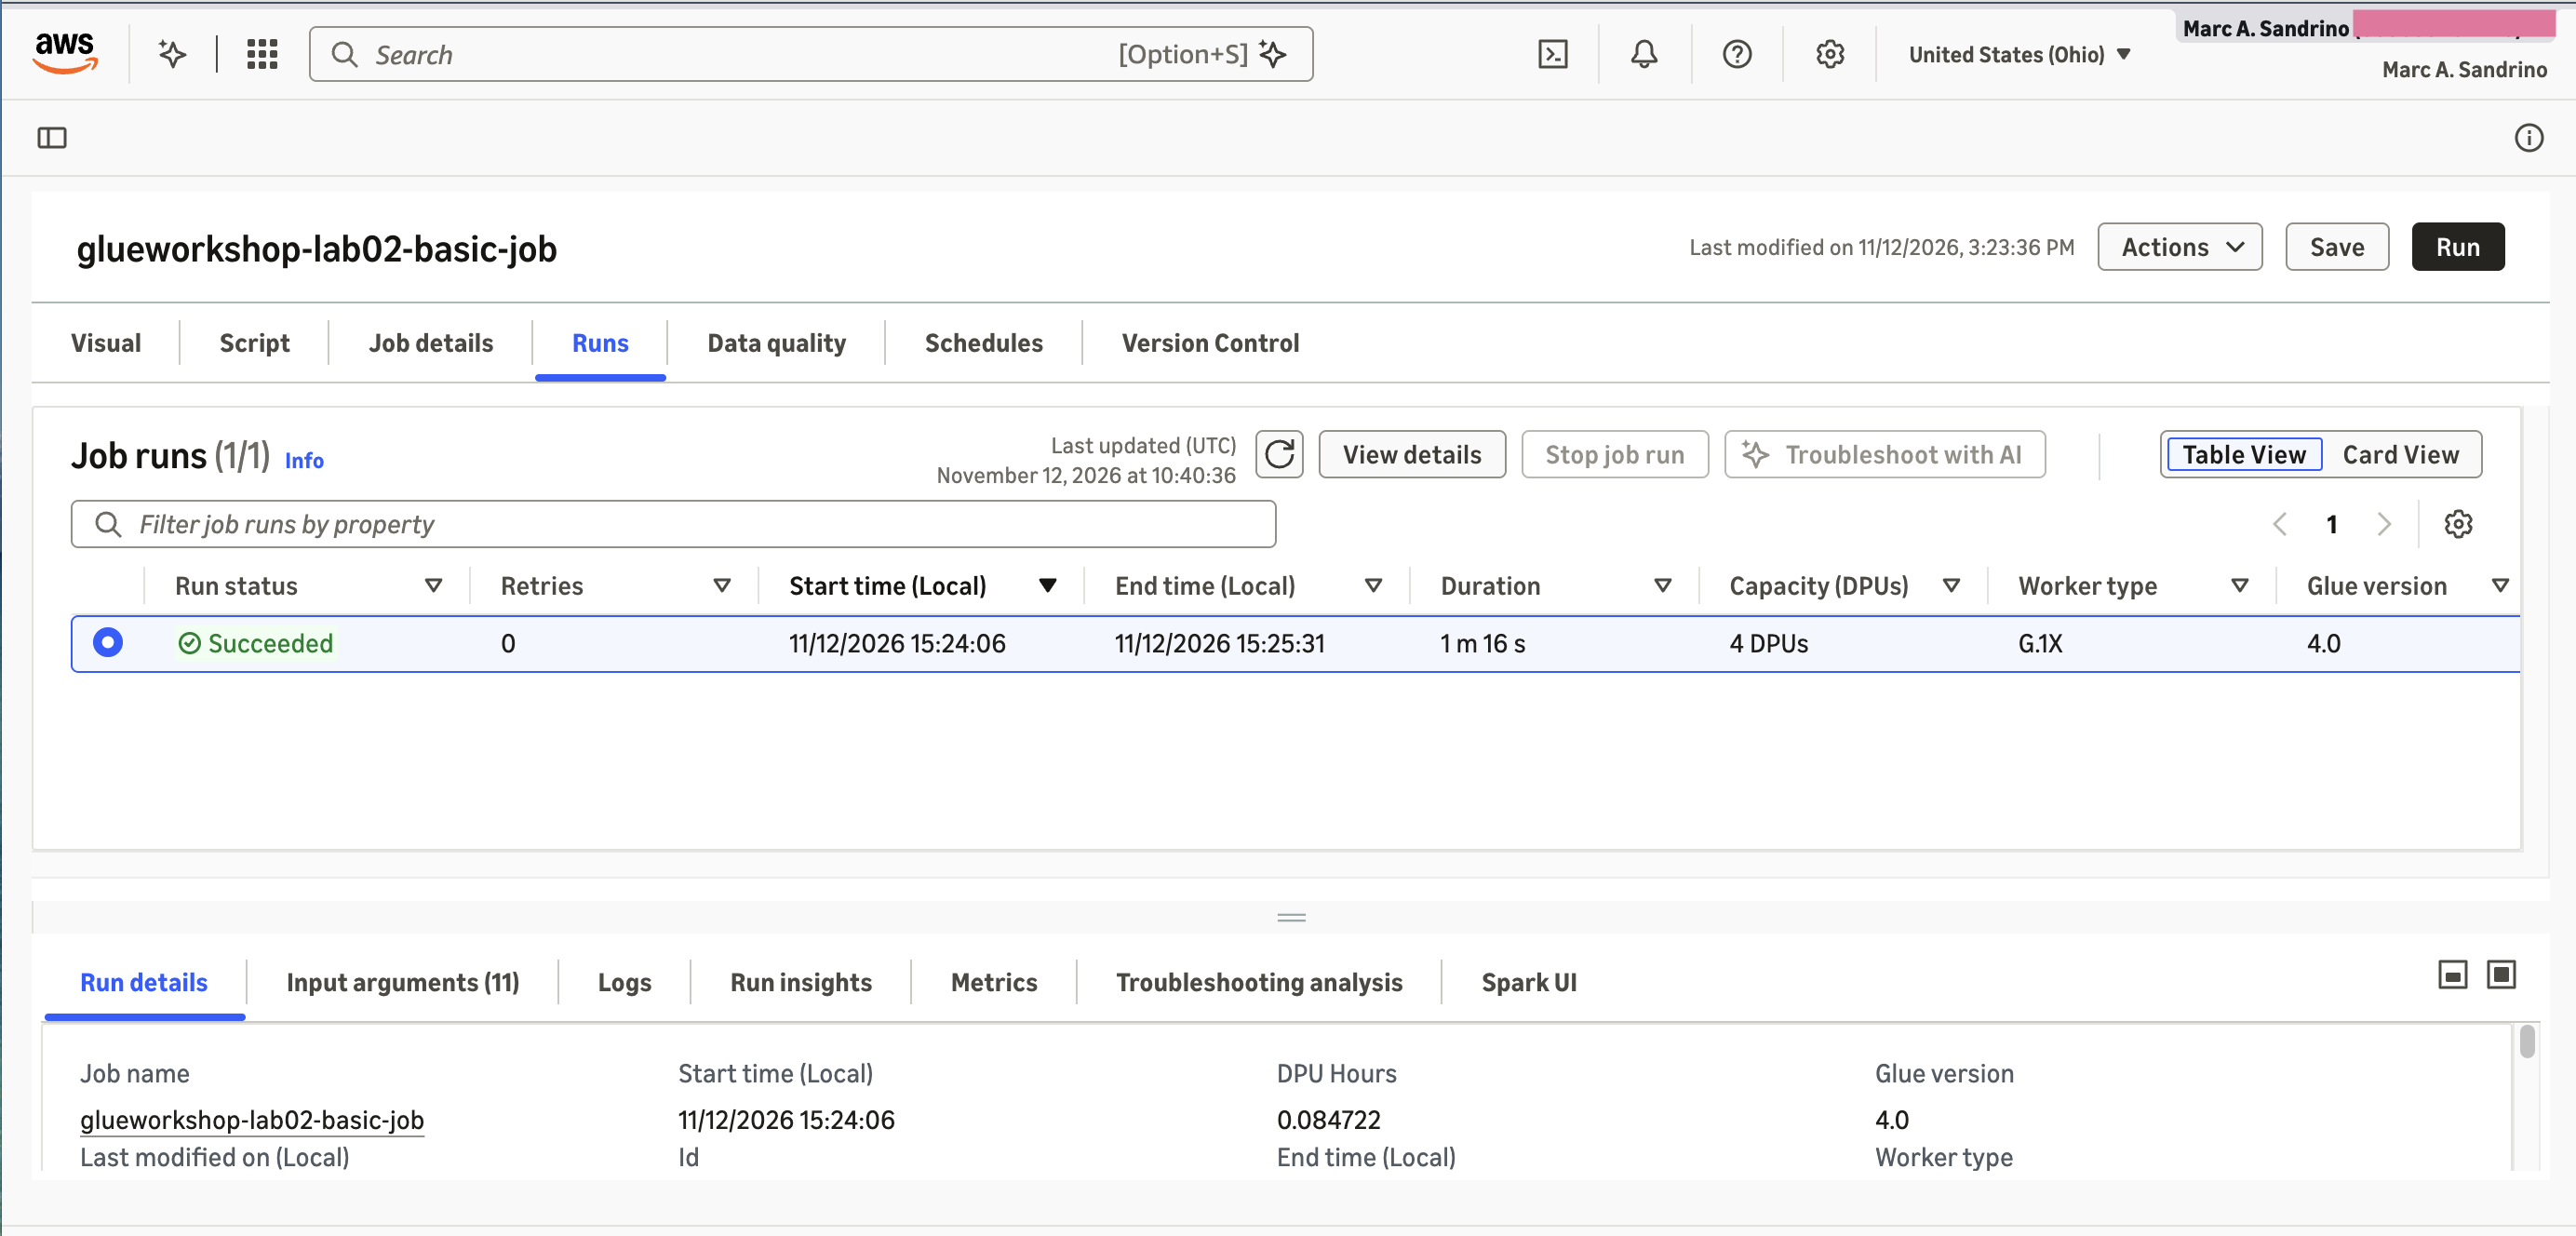 aws
Search [Option+S]
United States (Ohio)
Marc A. Sandrino
Marc A. Sandrino
glueworkshop-lab02-basic-job
Last modified on 11/12/2026, 3:23:36 PM Actions Save Run
Visual Script Job details Runs Data quality Schedules Version Control
Job runs (1/1) Info
Last updated (UTC)
November 12, 2026 at 10:40:36
View details Stop job run Troubleshoot with AI Table View Card View
Filter job runs by property
1
Run status Retries Start time (Local) End time (Local) Duration Capacity (DPUs) Worker type Glue version
Succeeded 0 11/12/2026 15:24:06 11/12/2026 15:25:31 1 m 16 s 4 DPUs G.1X 4.0
Run details Input arguments (11) Logs Run insights Metrics Troubleshooting analysis Spark UI
Job name Start time (Local) DPU Hours Glue version
glueworkshop-lab02-basic-job 11/12/2026 15:24:06 0.084722 4.0
Last modified on (Local) Id End time (Local) Worker type